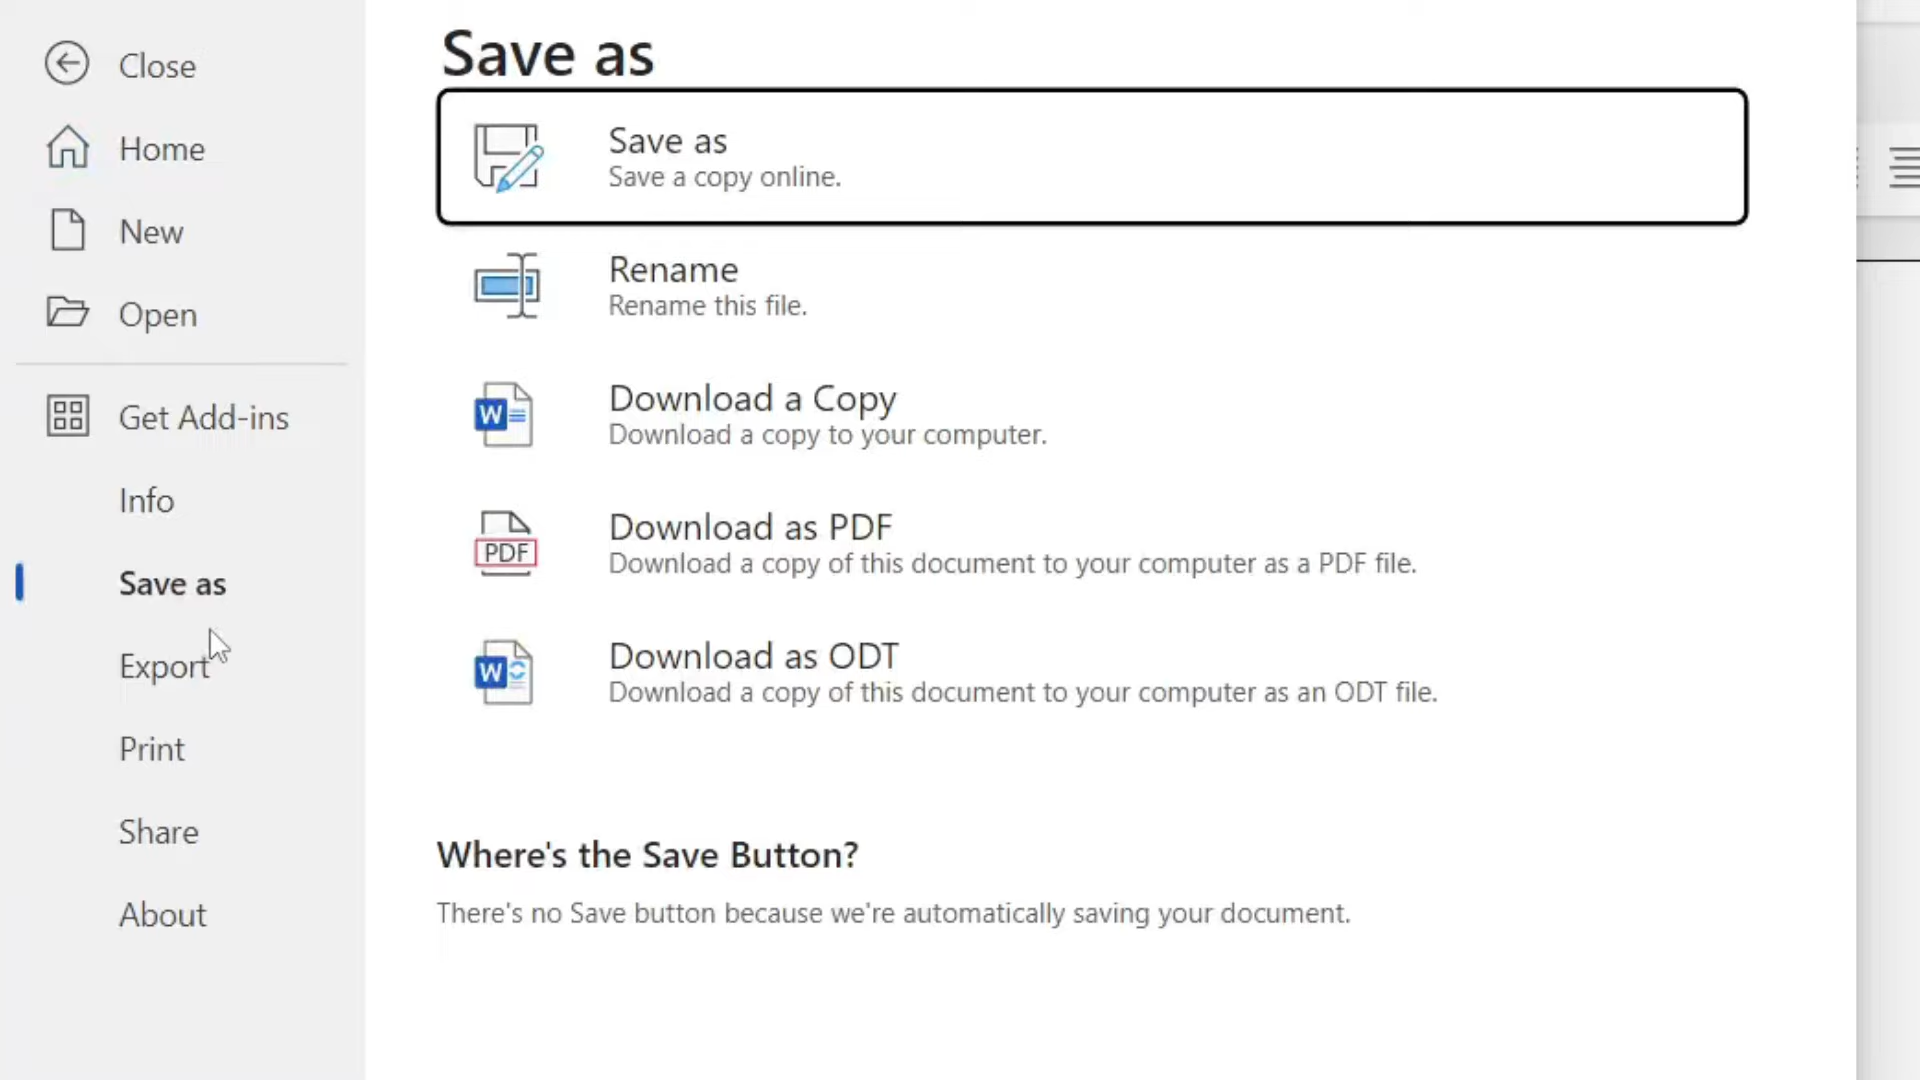 Close
Home
New
Open
Get Add-ins
Info
Save as
Export
Print
Share
About
Save as
Save as
Save a copy online.
Rename
Rename this file.
W
Download a Copy
Download a copy to your computer.
PDF
Download as PDF
Download a copy of this document to your computer as a PDF file.
W
Download as ODT
Download a copy of this document to your computer as an ODT file.
Where's the Save Button?
There's no Save button because we're automatically saving your document.